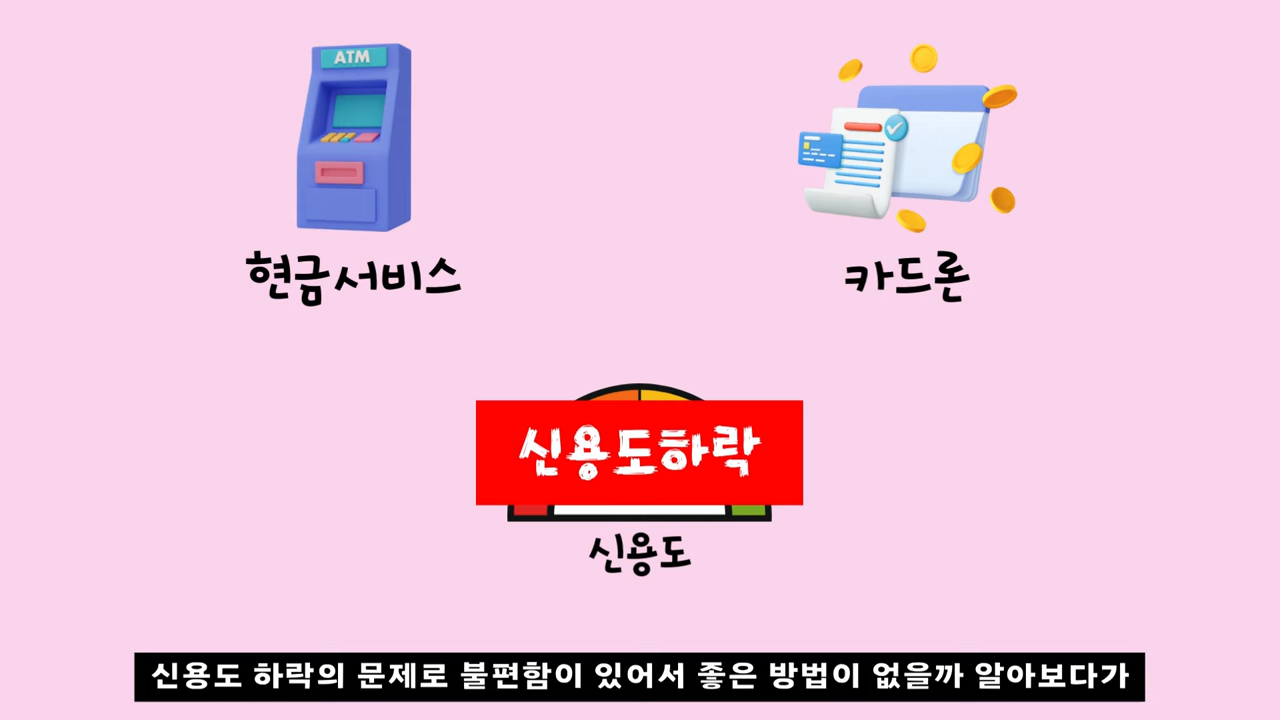 ATM
현금서비스
카드론
신용도하락
신용도
신용도 하락의 문제로 불편함이 있어서 좋은 방법이 없을까 알아보다가